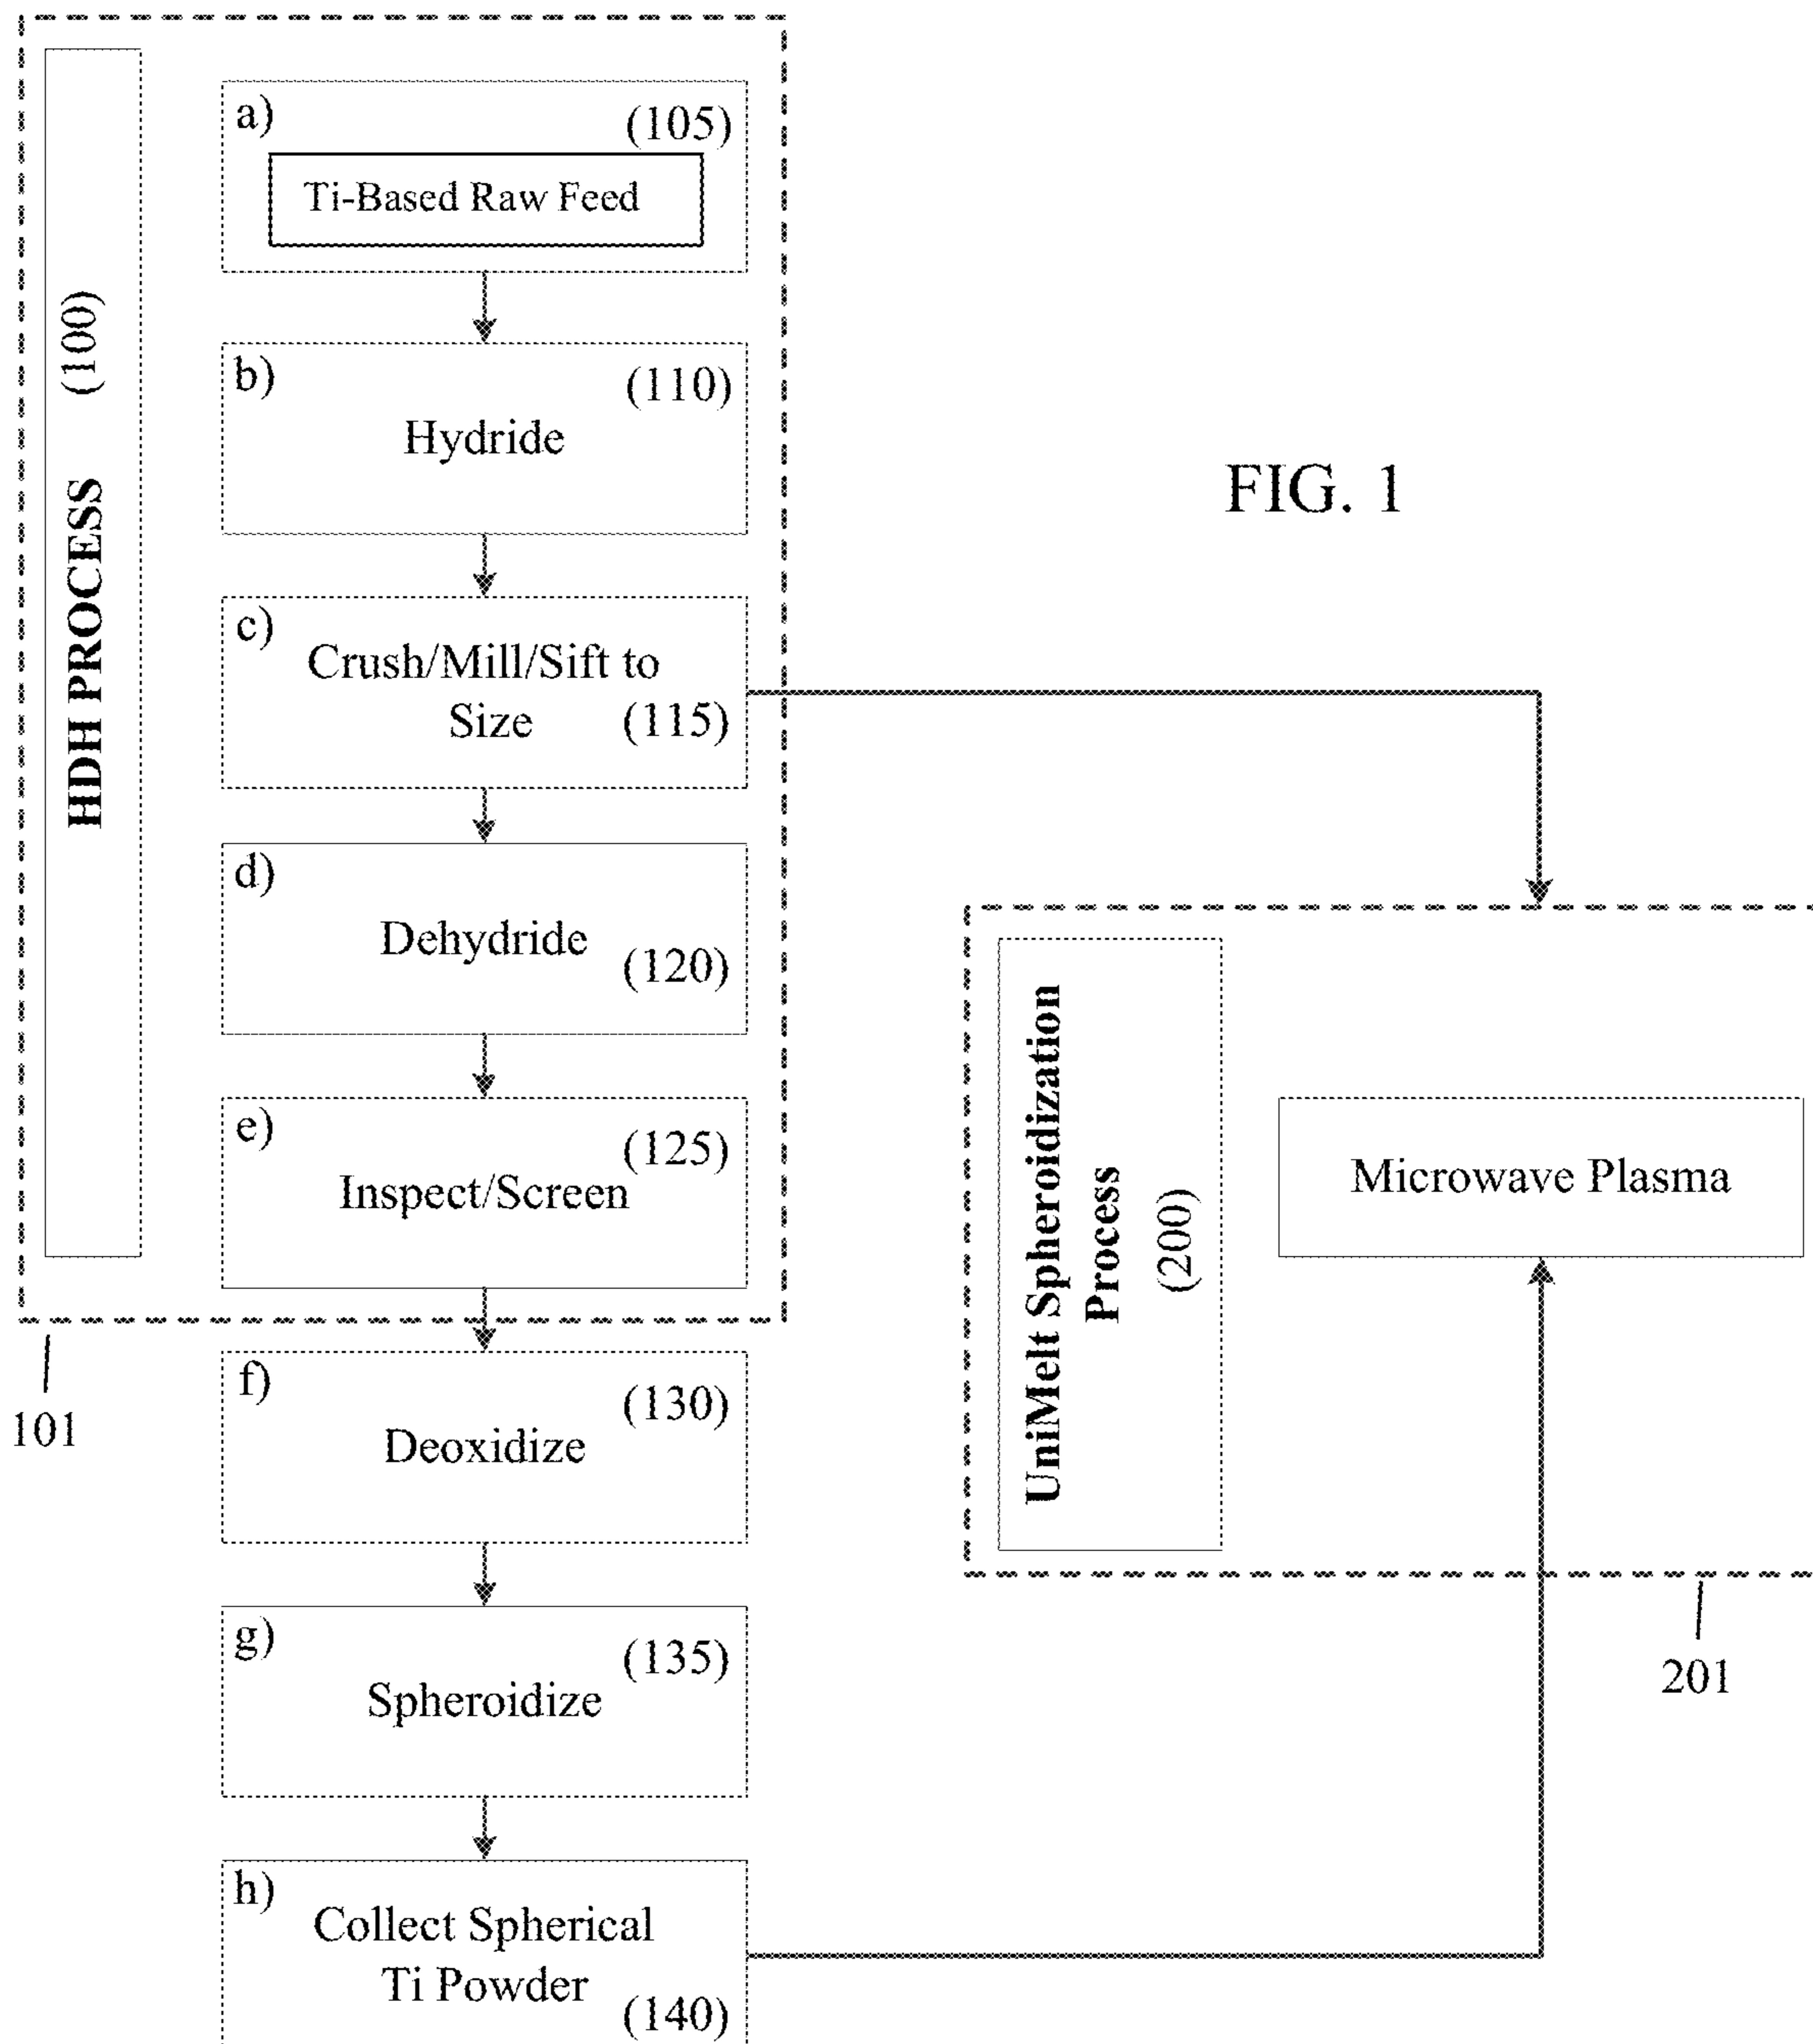 HDH PROCESS (100)
a)
(105)
Ti-Based Raw Feed
b)
(110)
Hydride
c)
Crush/Mill/Sift to
Size (115)
d)
Dehydride
(120)
e)
(125)
Inspect/Screen
101
f)
(130)
Deoxidize
g)
(135)
Spheroidize
h)
Collect Spherical
Ti Powder
(140)
FIG. 1
UniMelt Spheroidization
Process
(200)
Microwave Plasma
201